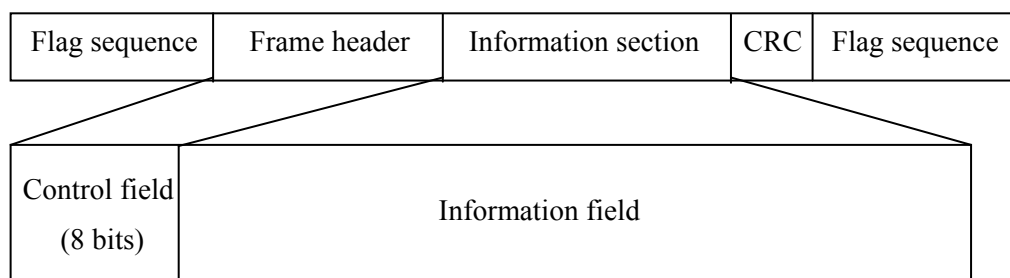 Flag sequence Frame header Information section CRC Flag sequence
Control field
(8 bits)
Information field